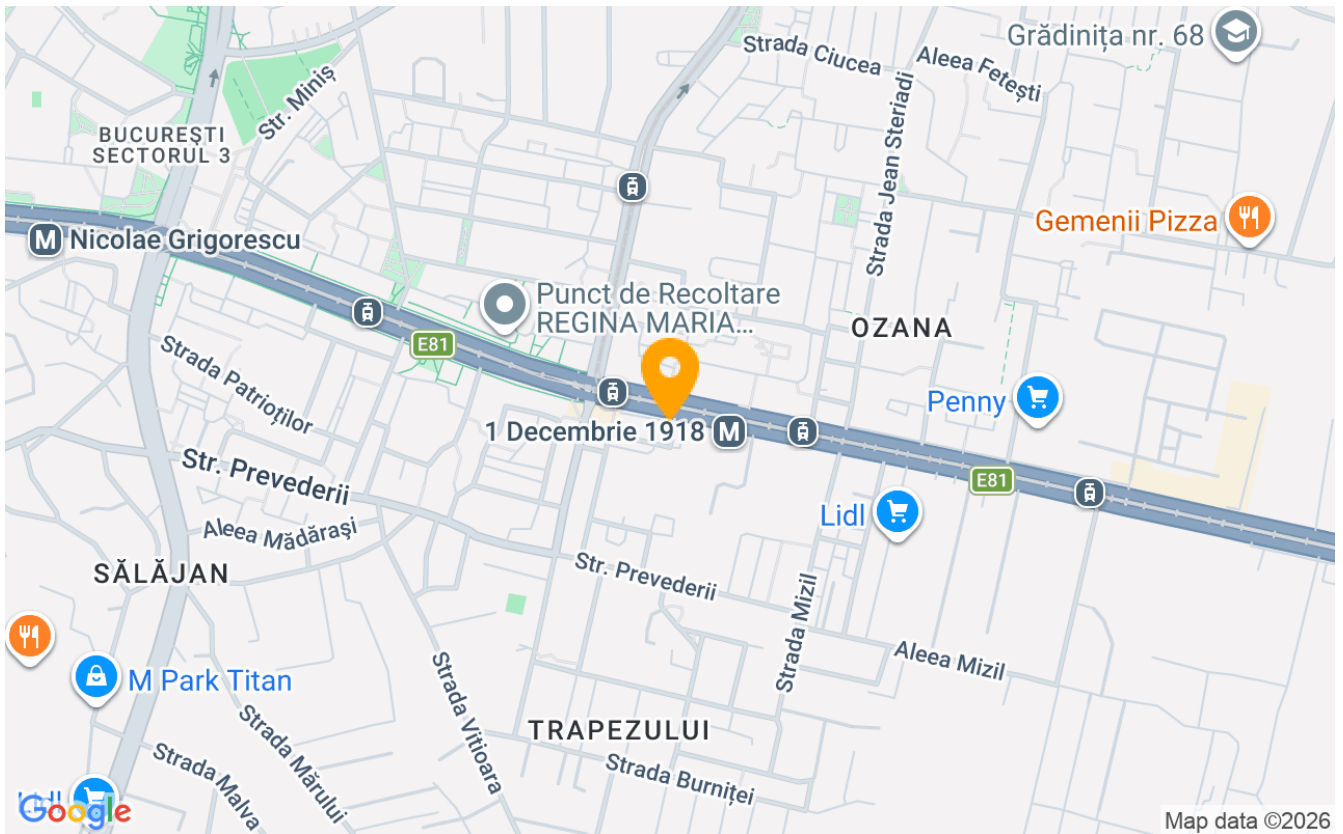 Grădinița nr. 68
Strada Ciucea
Aleea Fetești
Str. Miniș
BUCUREȘTI
SECTORUL 3
Strada Jean Steriadi
Gemenii Pizza
M Nicolae Grigorescu
Punct de Recoltare
REGINA MARIA...
OZANA
E81
Strada Patrioților
Penny
1 Decembrie 1918 M
Str. Prevederii
E81
Lidl
Aleea Mădărași
Str. Prevederii
SĂLĂJAN
Strada Mizil
Aleea Mizil
M Park Titan
Strada Vitioara
Strada Mărului
TRAPEZULUI
Strada Burniței
Strada Malva
Lidl
Google
Map data ©2026